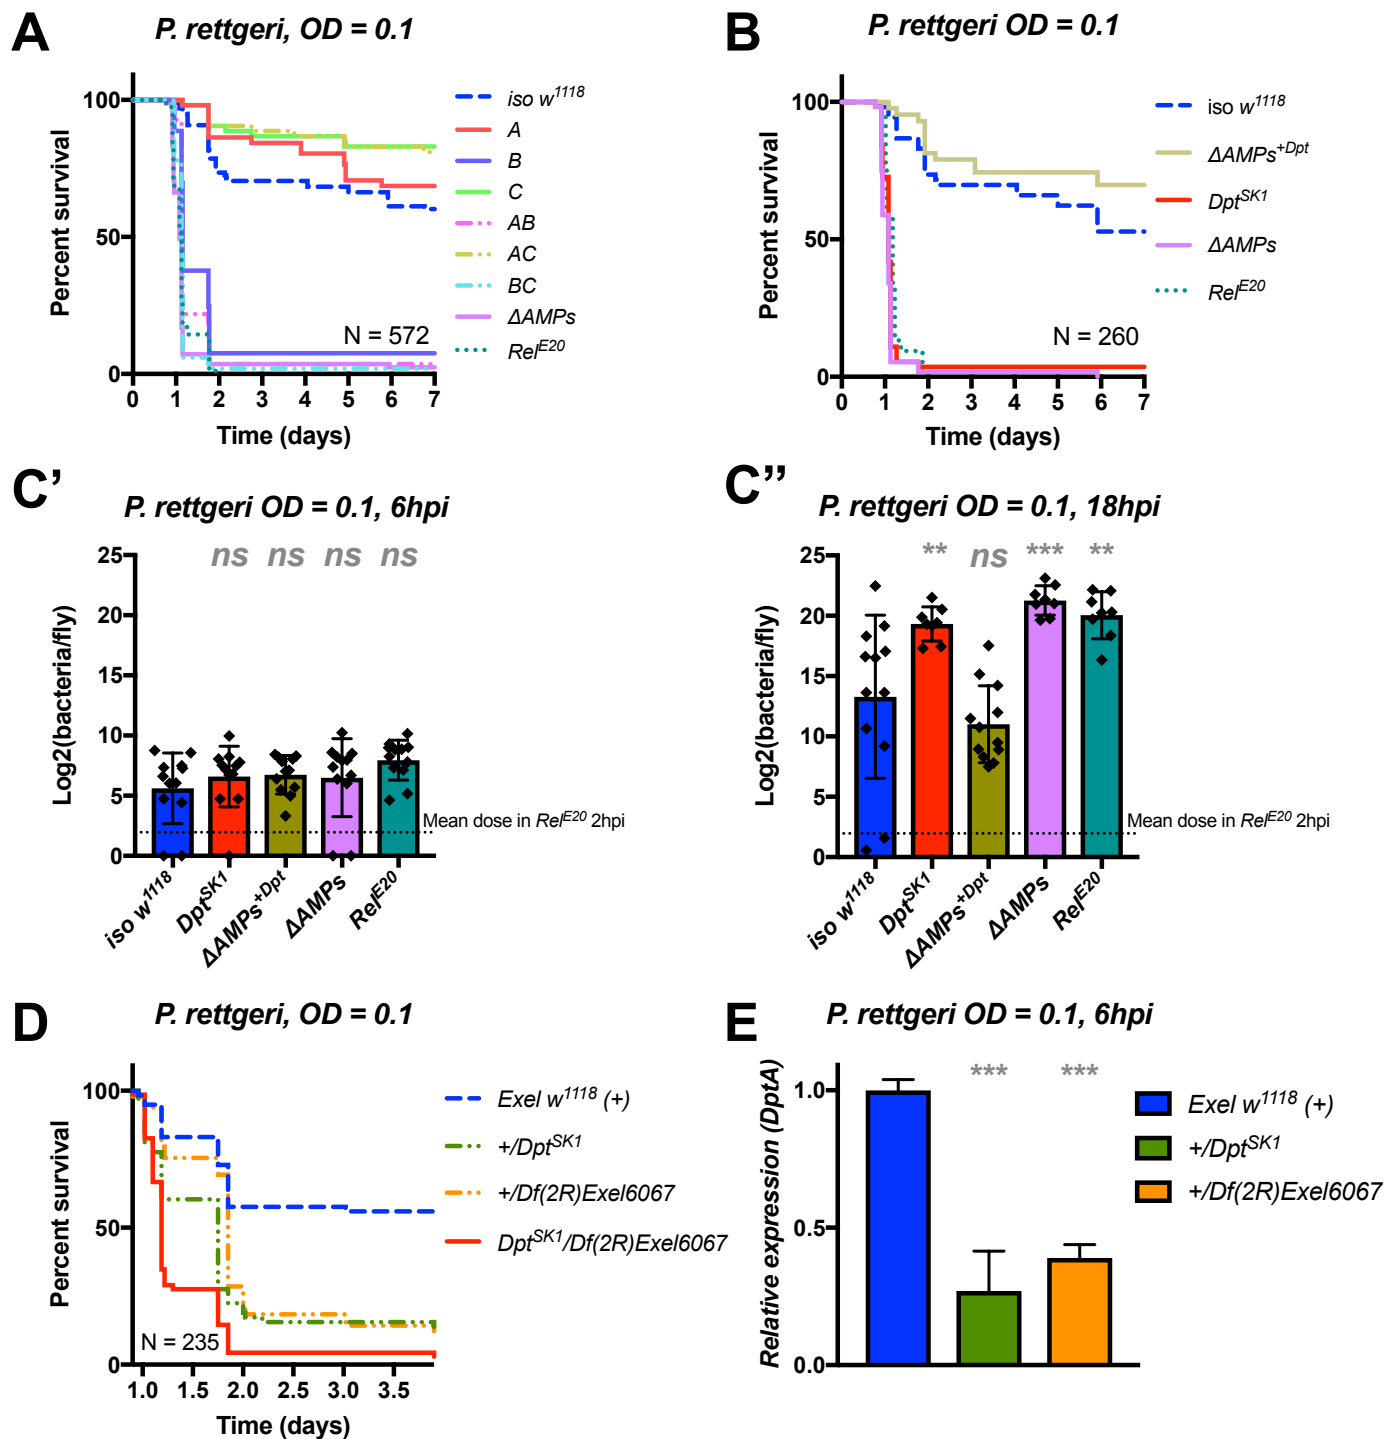 A
P. rettgeri, OD = 0.1
Percent survival
100
50
0
0 1 2 3 4 5 6 7
Time (days)
N = 572
iso w1118
A
B
C
AB
AC
BC
ΔAMPs
RelE20
B
P. rettgeri OD = 0.1
Percent survival
100
50
0
0 1 2 3 4 5 6 7
Time (days)
N = 260
iso w1118
ΔAMPs+Dpt
DptSK1
ΔAMPs
RelE20
C’
P. rettgeri OD = 0.1, 6hpi
Log2(bacteria/fly)
25
20
15
10
5
0
ns ns ns ns
Mean dose in RelE20 2hpi
iso w1118
DptSK1
ΔAMPs+Dpt
ΔAMPs
RelE20
C”
P. rettgeri OD = 0.1, 18hpi
Log2(bacteria/fly)
25
20
15
10
5
0
** ns *** **
Mean dose in RelE20 2hpi
iso w1118
DptSK1
ΔAMPs+Dpt
ΔAMPs
RelE20
D
P. rettgeri, OD = 0.1
Percent survival
100
50
0
1.0 1.5 2.0 2.5 3.0 3.5
Time (days)
N = 235
Exel w1118 (+)
+/DptSK1
+/Df(2R)Exel6067
DptSK1/Df(2R)Exel6067
E
P. rettgeri OD = 0.1, 6hpi
Relative expression (DptA)
1.0
0.5
0.0
*** ***
Exel w1118 (+)
+/DptSK1
+/Df(2R)Exel6067